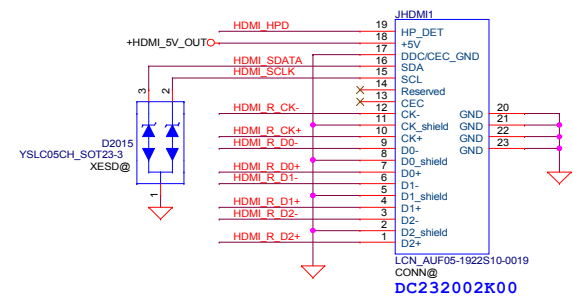 JHDMI1
HDMI_HPD 19 HP_DET
+HDMI_5V_OUT 18 +5V
17 DDC/CEC_GND
HDMI_SDATA 16 SDA
HDMI_SCLK 15 SCL
14 Reserved
13 CEC
HDMI_R_CK- 12 CK- GND 20
11 CK_shield GND 21
HDMI_R_CK+ 10 CK+ GND 22
HDMI_R_D0- 9 D0- GND 23
8 D0_shield
HDMI_R_D0+ 7 D0+
HDMI_R_D1- 6 D1-
5 D1_shield
HDMI_R_D1+ 4 D1+
HDMI_R_D2- 3 D2-
2 D2_shield
HDMI_R_D2+ 1 D2+
3 2
D2015
YSLC05CH_SOT23-3
XESD@
1
LCN_AUF05-1922S10-0019
CONN@
DC232002K00